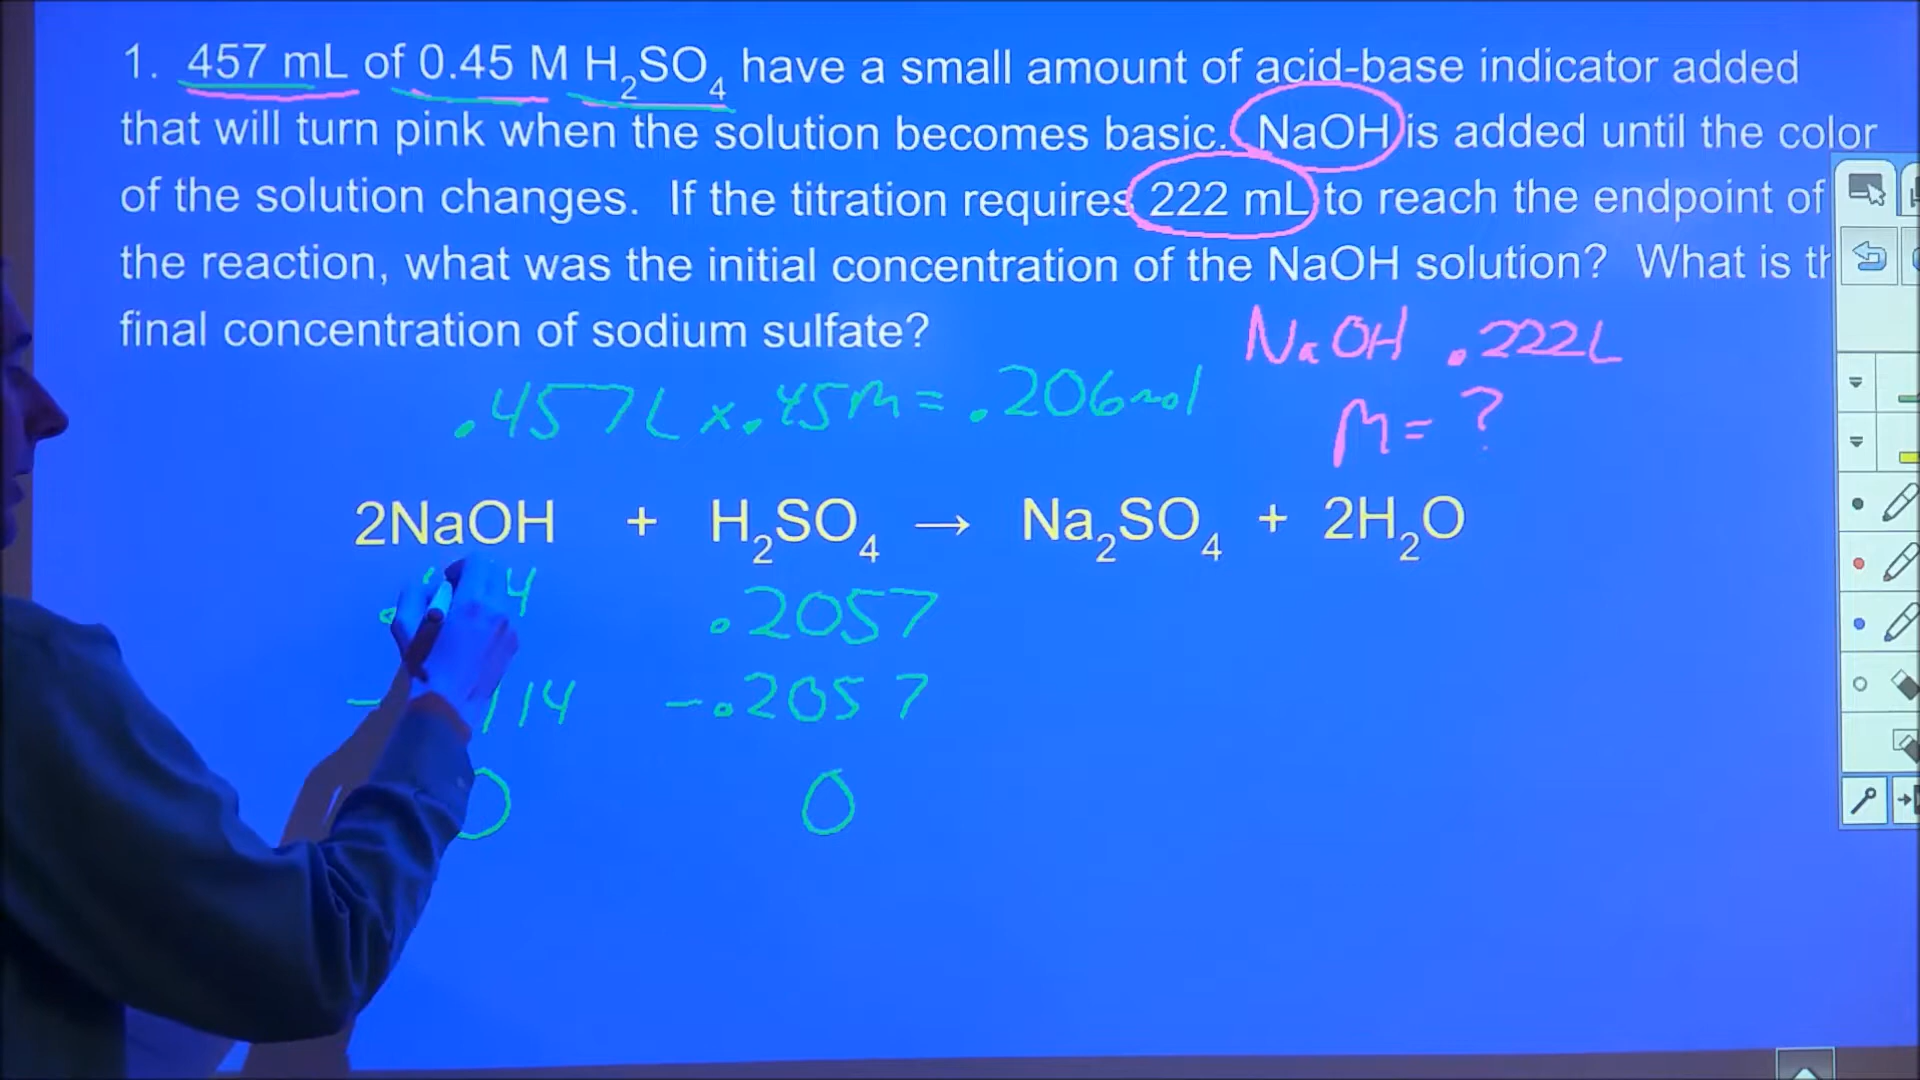 1. 457 mL of 0.45 M H₂SO₄ have a small amount of acid-base indicator added
that will turn pink when the solution becomes basic. NaOH is added until the color
of the solution changes. If the titration requires 222 mL to reach the endpoint of
the reaction, what was the initial concentration of the NaOH solution? What is th
final concentration of sodium sulfate?
NaOH .222L
.457L x .45M = .206mol
M = ?
2NaOH + H₂SO₄ → Na₂SO₄ + 2H₂O
4 .2057
- 114 -.2057
0 0